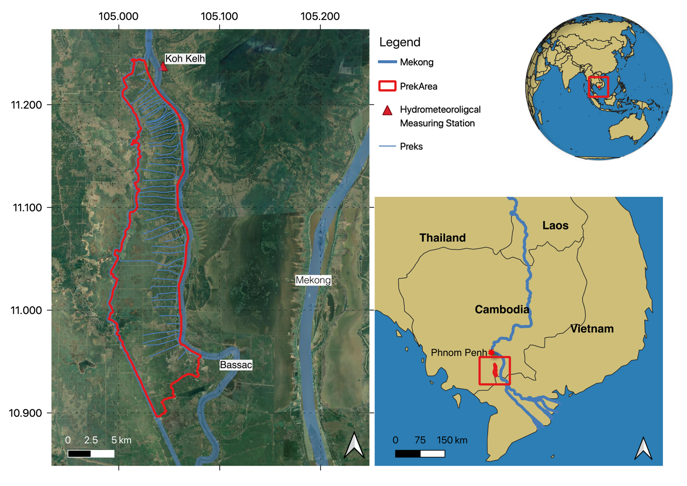 105.000 105.100 105.200
Koh Kelh
11.200
11.100
11.000
10.900
Mekong
Bassac
0 2.5 5 km
Legend
Mekong
PrekArea
Hydrometeoroligcal
Measuring Station
Preks
Laos
Thailand
Cambodia
Vietnam
Phnom Penh
0 75 150 km